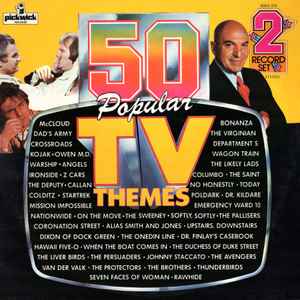 pickwick
50
Popular
TV
THEMES
2
RECORD
SET
STEREO
McCLOUD
DAD'S ARMY
CROSSROADS
KOJAK • OWEN M.D.
WARSHIP • ANGELS
IRONSIDE • Z CARS
THE DEPUTY • CALLAN
COLDITZ • STARTREK
MISSION IMPOSSIBLE
BONANZA
THE VIRGINIAN
DEPARTMENT S
WAGON TRAIN
THE LIKELY LADS
COLUMBO • THE SAINT
NO HONESTLY • TODAY
POLDARK • DR. KILDARE
EMERGENCY WARD 10
NATIONWIDE • ON THE MOVE • THE SWEENEY • SOFTLY, SOFTLY • THE PALLISERS
CORONATION STREET • ALIAS SMITH AND JONES • UPSTAIRS, DOWNSTAIRS
DIXON OF DOCK GREEN • THE ONEDIN LINE • DR. FINLAY'S CASEBOOK
HAWAII FIVE-O • WHEN THE BOAT COMES IN • THE DUCHESS OF DUKE STREET
THE LIVER BIRDS • THE PERSUADERS • JOHNNY STACCATO • THE AVENGERS
VAN DER VALK • THE PROTECTORS • THE BROTHERS • THUNDERBIRDS
SEVEN FACES OF WOMAN • RAWHIDE